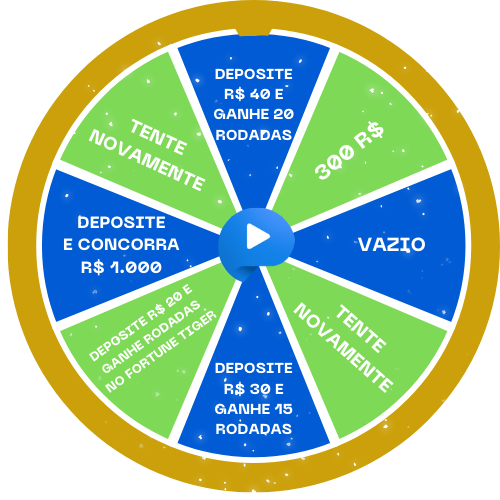 DEPOSITE
R$ 40 E
GANHE 20
RODADAS
300 R$
VAZIO
TENTE
NOVAMENTE
DEPOSITE
R$ 30 E
GANHE 15
RODADAS
DEPOSITE R$ 20 E
GANHE RODADAS
NO FORTUNE TIGER
DEPOSITE
E CONCORRA
R$ 1.000
TENTE
NOVAMENTE